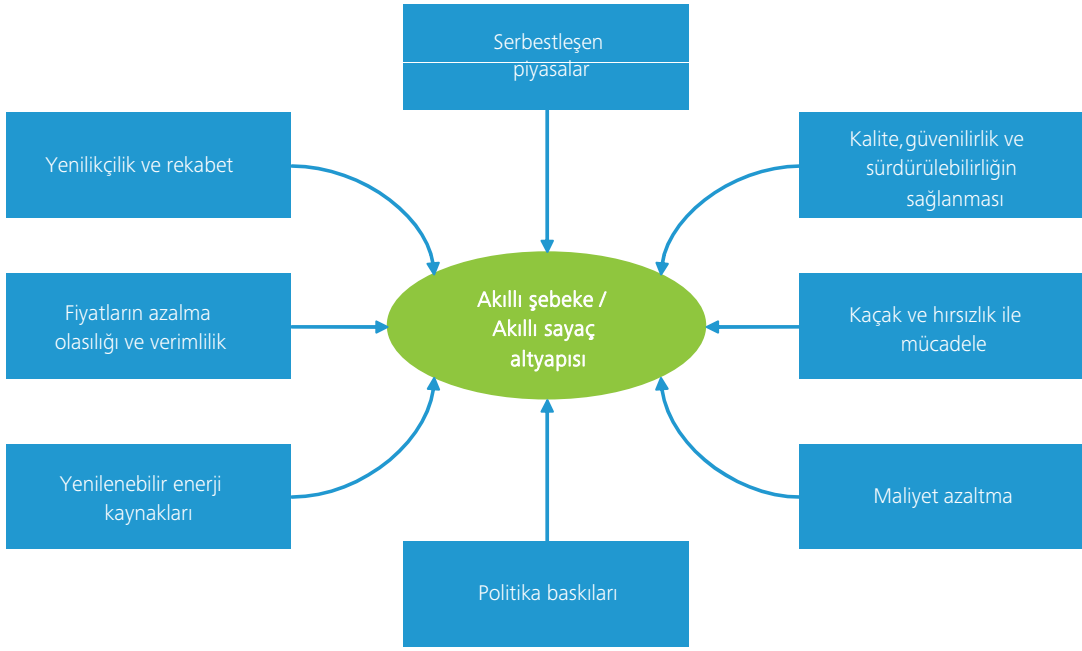 Serbestleşen
piyasalar
Yenilikçilik ve rekabet
Kalite,güvenilirlik ve
sürdürülebilirliğin
sağlanması
Fiyatların azalma
olasılığı ve verimlilik
Akıllı şebeke /
Akıllı sayaç
altyapısı
Kaçak ve hırsızlık ile
mücadele
Yenilenebilir enerji
kaynakları
Maliyet azaltma
Politika baskıları